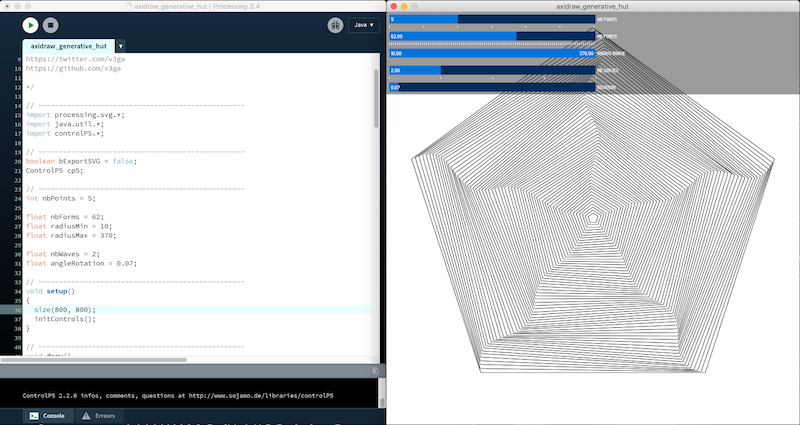 axidraw_generative_hut | Processing 3.4
Java
axidraw_generative_hut
9 https://twitter.com/v3ga
10 https://github.com/v3ga
11
12 */
13
14 // --------------------------------------------------
15 import processing.svg.*;
16 import java.util.*;
17 import controlP5.*;
18
19 // --------------------------------------------------
20 boolean bExportSVG = false;
21 ControlP5 cp5;
22
23 // --------------------------------------------------
24 int nbPoints = 5;
25
26 float nbForms = 62;
27 float radiusMin = 10;
28 float radiusMax = 370;
29
30 float nbWaves = 2;
31 float angleRotation = 0.07;
32
33 // --------------------------------------------------
34 void setup()
35 {
36 size(800, 800);
37 initControls();
38 }
39
40 // --------------------------------------------------
void draw()
ControlP5 2.2.6 infos, comments, questions at http://www.sojamo.de/libraries/controlP5
Console
Erreurs
axidraw_generative_hut
5 NB POINTS
62.00 NB FORMS
10.00 370.00 RADIUS RANGE
2.00 NB WAVES
0.07 ROTATION